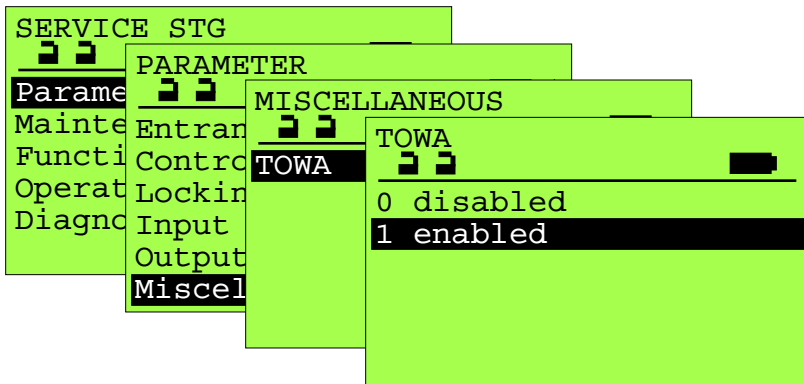 SERVICE STG
Parame
Mainte
Functi
Operat
Diagno
PARAMETER
Entran
Contro
Lockin
Input
Output
Miscel
MISCELLANEOUS
TOWA
TOWA
0 disabled
1 enabled